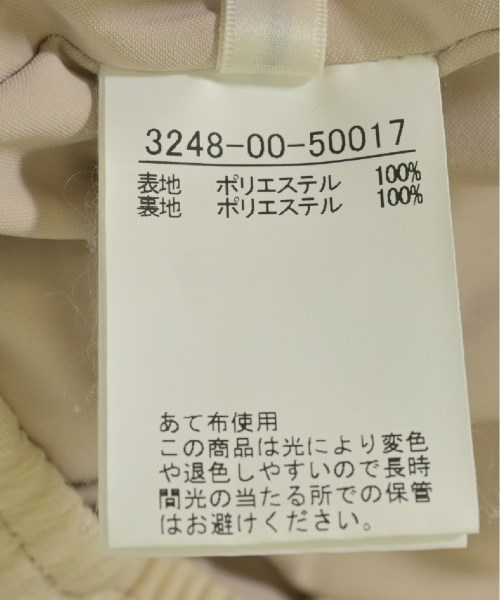 3248-00-50017
表地 ポリエステル 100%
裏地 ポリエステル 100%
あて布使用
この商品は光により変色
や退色しやすいので長時
間光の当たる所での保管
はお避けください。